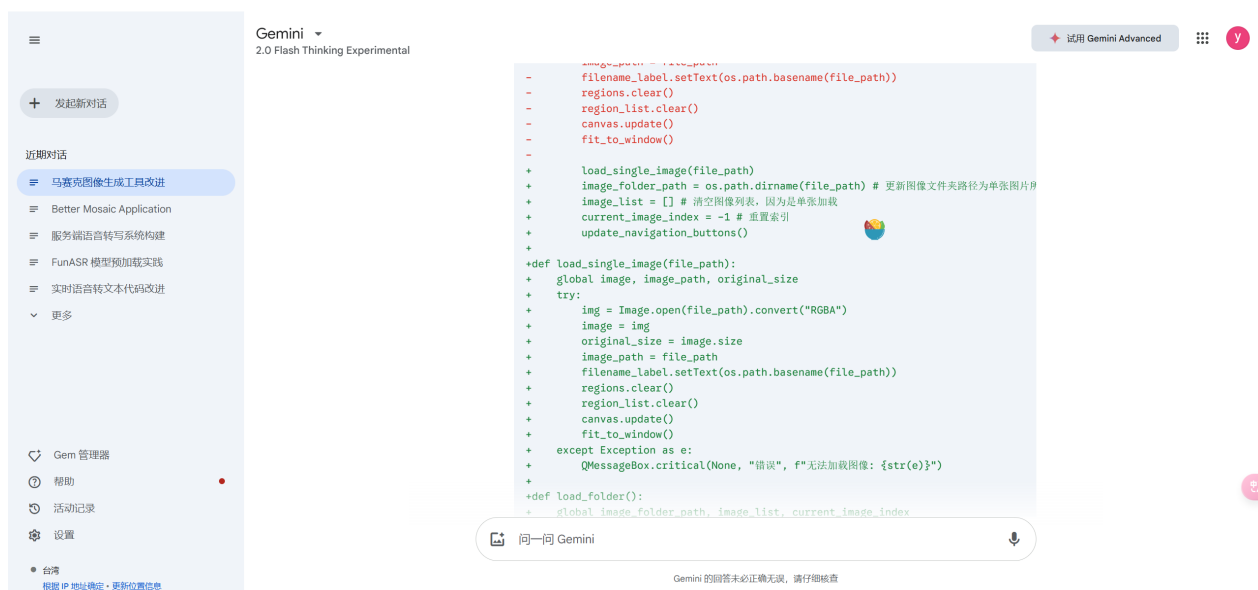 Gemini
2.0 Flash Thinking Experimental
试用 Gemini Advanced
y
发起新对话
近期对话
马赛克图像生成工具改进
Better Mosaic Application
服务端语音转写系统构建
FunASR 模型预加载实践
实时语音转文本代码改进
更多
Gem 管理器
帮助
活动记录
设置
台湾
根据 IP 地址确定 • 更新位置信息
image_path = file_path
-        filename_label.setText(os.path.basename(file_path))
-        regions.clear()
-        region_list.clear()
-        canvas.update()
-        fit_to_window()
-
+        load_single_image(file_path)
+        image_folder_path = os.path.dirname(file_path) # 更新图像文件夹路径为单张图片所
+        image_list = [] # 清空图像列表，因为是单张加载
+        current_image_index = -1 # 重置索引
+        update_navigation_buttons()
+
+def load_single_image(file_path):
+    global image, image_path, original_size
+    try:
+        img = Image.open(file_path).convert("RGBA")
+        image = img
+        original_size = image.size
+        image_path = file_path
+        filename_label.setText(os.path.basename(file_path))
+        regions.clear()
+        region_list.clear()
+        canvas.update()
+        fit_to_window()
+    except Exception as e:
+        QMessageBox.critical(None, "错误", f"无法加载图像: {str(e)}")
+
+def load_folder():
+    global image_folder_path, image_list, current_image_index
问一问 Gemini
Gemini 的回答未必正确无误，请仔细核查